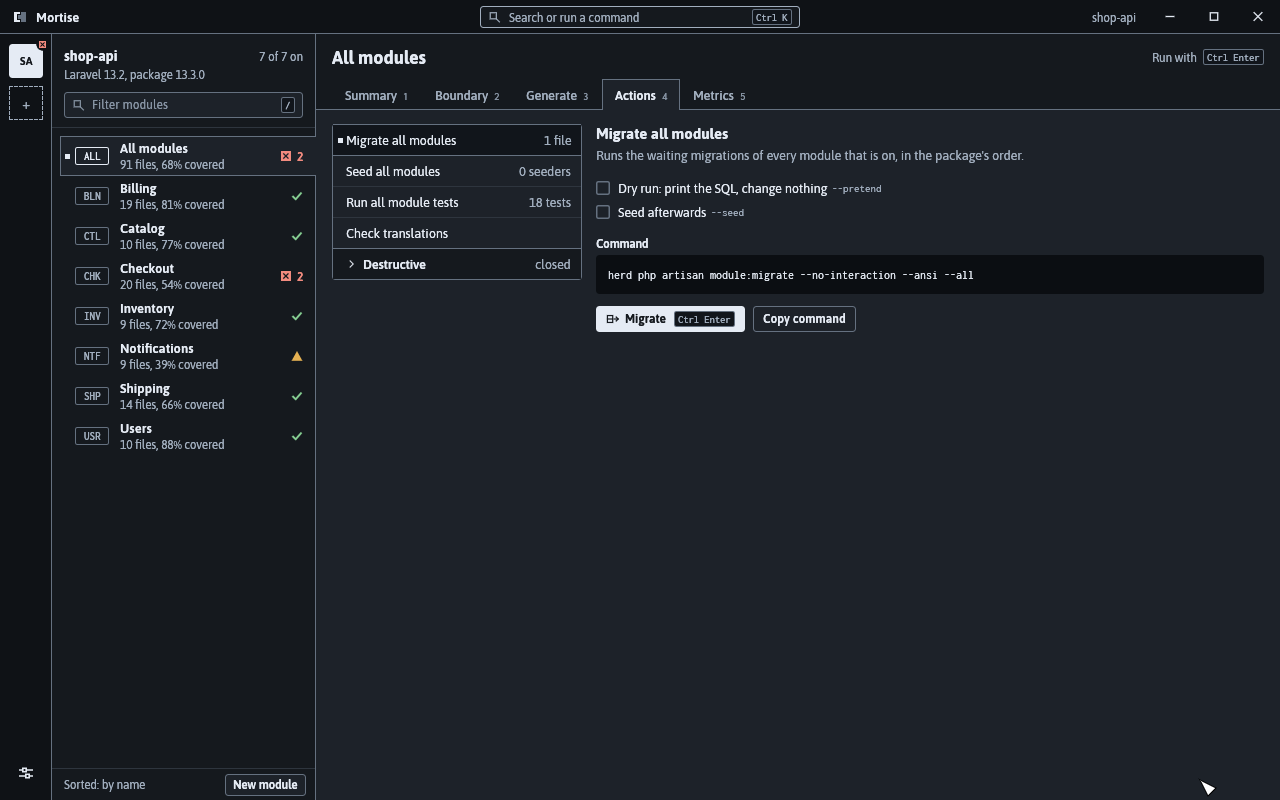 Mortise
Search or run a command
Ctrl K
shop-api
SA
+
shop-api
7 of 7 on
Laravel 13.2, package 13.3.0
Filter modules
/
ALL
All modules
91 files, 68% covered
2
BLN
Billing
19 files, 81% covered
CTL
Catalog
10 files, 77% covered
CHK
Checkout
20 files, 54% covered
2
INV
Inventory
9 files, 72% covered
NTF
Notifications
9 files, 39% covered
SHP
Shipping
14 files, 66% covered
USR
Users
10 files, 88% covered
Sorted: by name
New module
All modules
Run with Ctrl Enter
Summary 1
Boundary 2
Generate 3
Actions 4
Metrics 5
Migrate all modules 1 file
Seed all modules 0 seeders
Run all module tests 18 tests
Check translations
Destructive closed
Migrate all modules
Runs the waiting migrations of every module that is on, in the package's order.
Dry run: print the SQL, change nothing --pretend
Seed afterwards --seed
Command
herd php artisan module:migrate --no-interaction --ansi --all
Migrate Ctrl Enter
Copy command